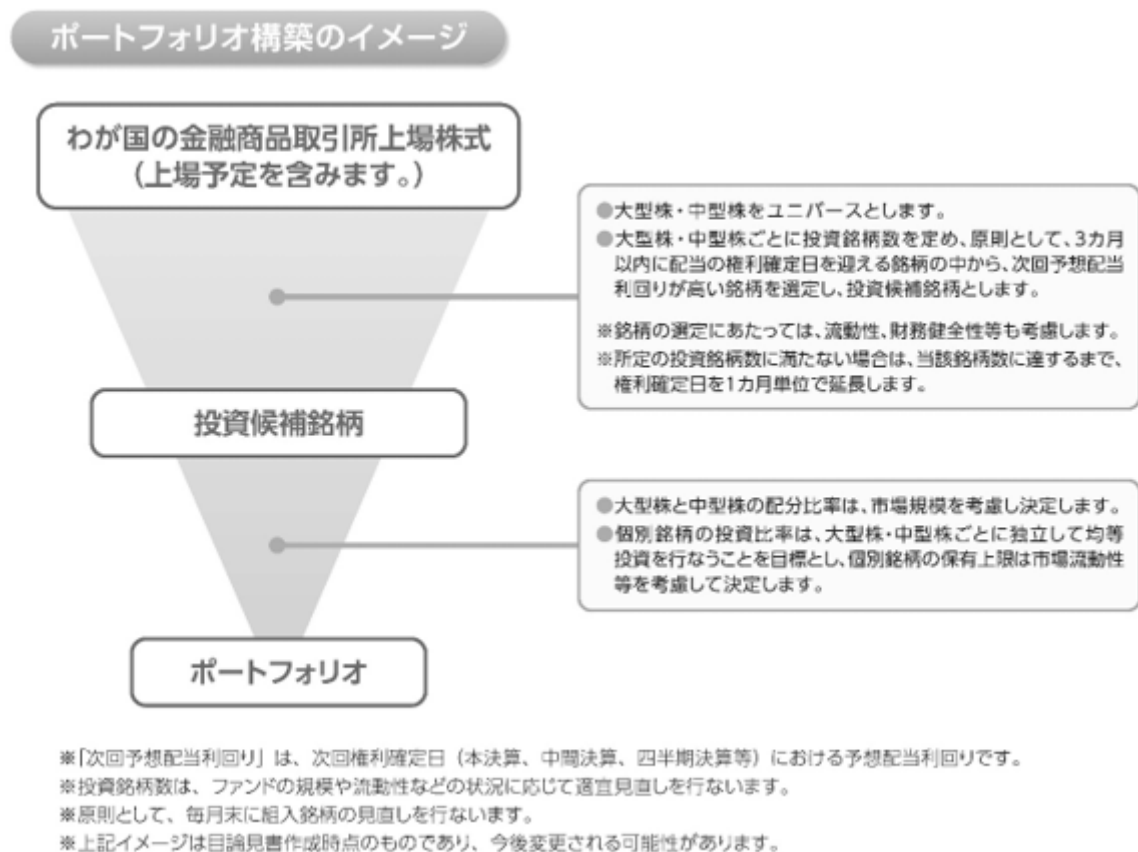 ポートフォリオ構築のイメージ
わが国の金融商品取引所上場株式
(上場予定を含みます。)
●大型株・中型株をユニバースとします。
●大型株・中型株ごとに投資銘柄数を定め、原則として、3カ月
以内に配当の権利確定日を迎える銘柄の中から、次回予想配当
利回りが高い銘柄を選定し、投資候補銘柄とします。
※銘柄の選定にあたっては、流動性、財務健全性等も考慮します。
※所定の投資銘柄数に満たない場合は、当該銘柄数に達するまで、
権利確定日を1カ月単位で延長します。
投資候補銘柄
●大型株と中型株の配分比率は、市場規模を考慮し決定します。
●個別銘柄の投資比率は、大型株・中型株ごとに独立して均等
投資を行なうことを目標とし、個別銘柄の保有上限は市場流動性
等を考慮して決定します。
ポートフォリオ
※「次回予想配当利回り」は、次回権利確定日（本決算、中間決算、四半期決算等）における予想配当利回りです。
※投資銘柄数は、ファンドの規模や流動性などの状況に応じて適宜見直しを行ないます。
※原則として、毎月末に組入銘柄の見直しを行ないます。
※上記イメージは目論見書作成時点のものであり、今後変更される可能性があります。